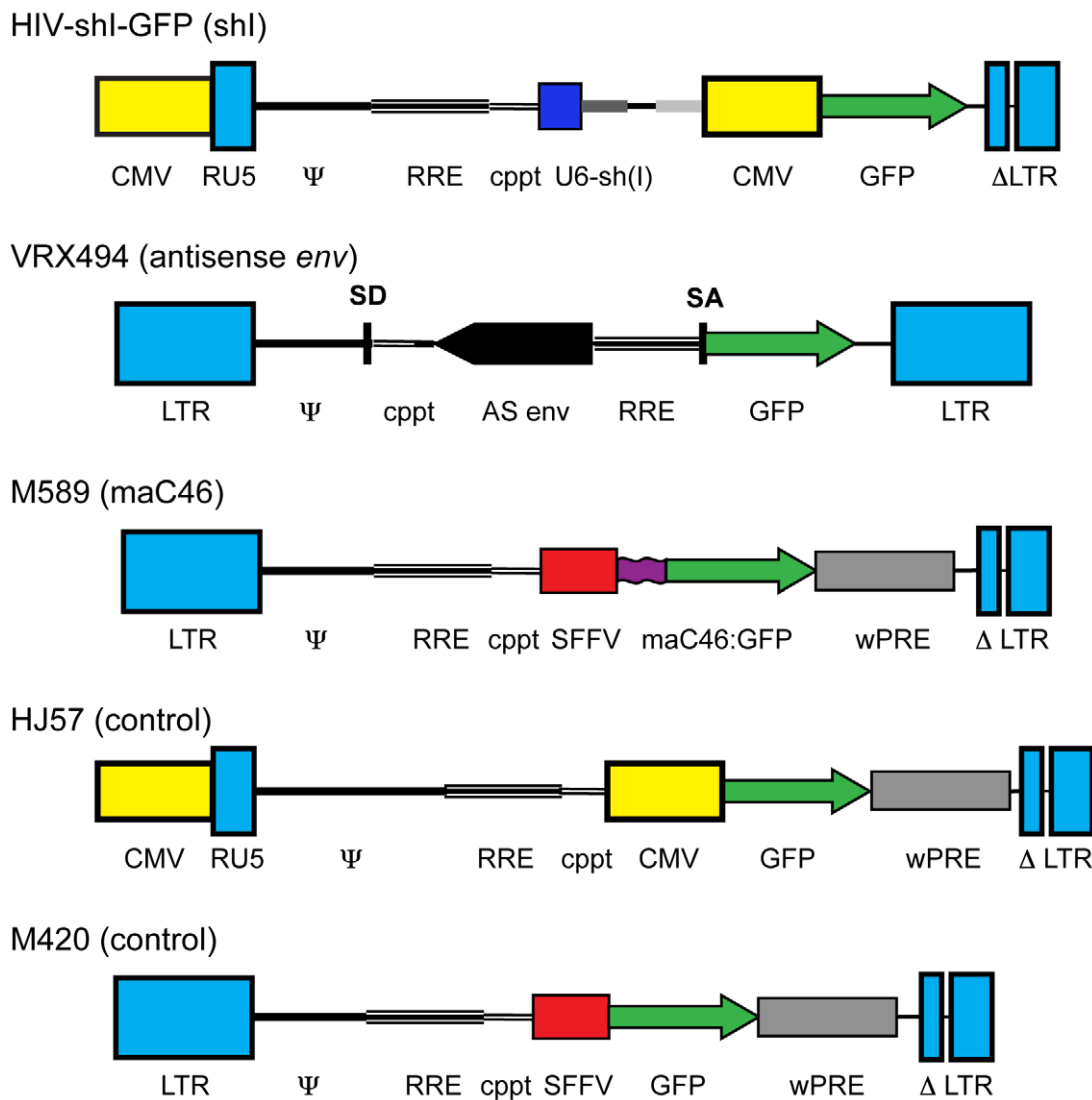 HIV-shI-GFP (shI)
CMV RU5 Ψ RRE cppt U6-sh(I) CMV GFP ΔLTR
VRX494 (antisense env)
SD SA
LTR Ψ cppt AS env RRE GFP LTR
M589 (maC46)
LTR Ψ RRE cppt SFFV maC46:GFP wPRE Δ LTR
HJ57 (control)
CMV RU5 Ψ RRE cppt CMV GFP wPRE Δ LTR
M420 (control)
LTR Ψ RRE cppt SFFV GFP wPRE Δ LTR